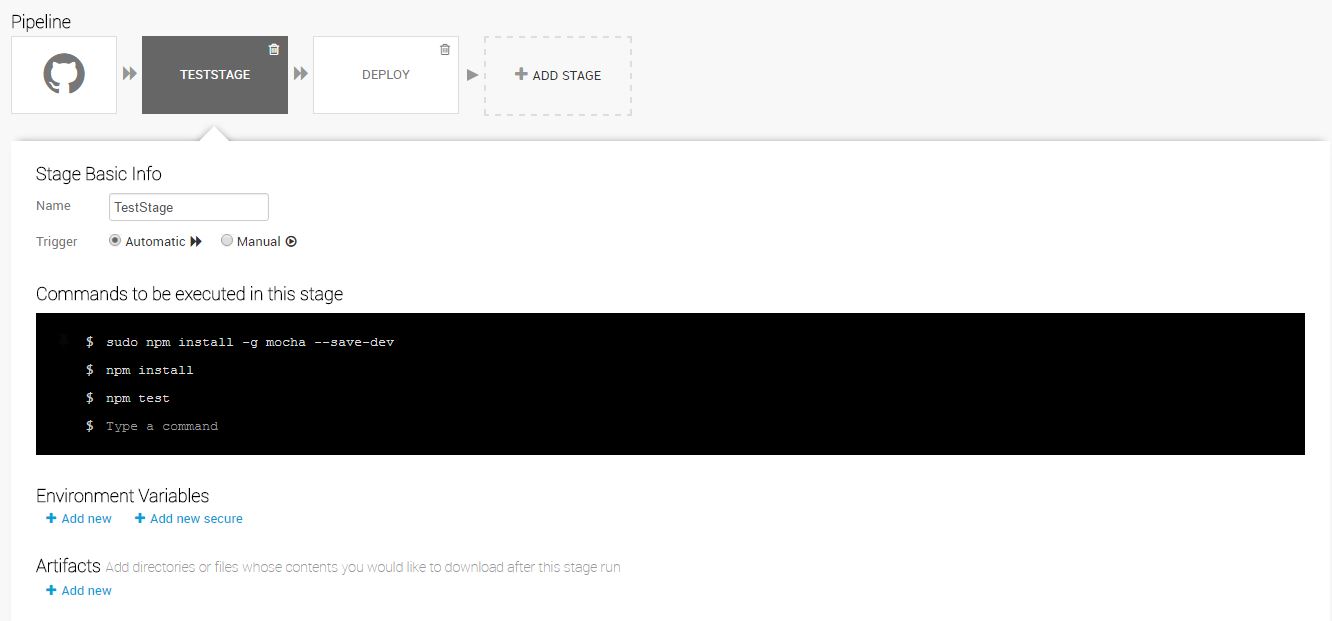 Pipeline
TESTSTAGE
DEPLOY
ADD STAGE
Stage Basic Info
Name TestStage
Trigger Automatic Manual
Commands to be executed in this stage
$ sudo npm install -g mocha --save-dev
$ npm install
$ npm test
$ Type a command
Environment Variables
Add new Add new secure
Artifacts Add directories or files whose contents you would like to download after this stage run
Add new